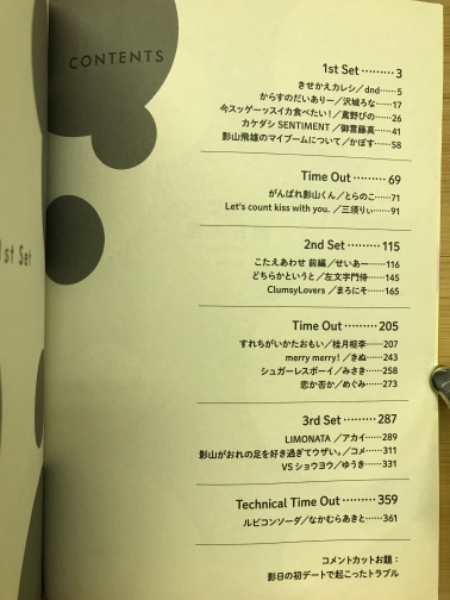 CONTENTS
1st Set
1st Set………3
きせかえカレシ／dnd……5
からすのだいありー／沢城ろな……17
今スッゲーッスイカ食べたい!／鳶野ぴの……26
カケダシ SENTIMENT／御雲藤真……41
影山飛雄のマイブームについて／かぽす……58
Time Out………69
がんばれ影山くん／とらのこ……71
Let's count kiss with you.／三須りぃ……91
2nd Set………115
こたえあわせ 前編／せいあー……116
どちらかというと／左文字門侍……145
ClumsyLovers／まろにそ……165
Time Out………205
すれちがいかたおもい／桂月枢李……207
merry merry!／きぬ……243
シュガーレスボーイ／みさき……258
恋か否か／めぐみ……273
3rd Set………287
LIMONATA／アカイ……289
影山がおれの足を好き過ぎてウザい。／コメ……311
VSショウヨウ／ゆうき……331
Technical Time Out………359
ルビコンソーダ／なかむらあきと……361
コメントカットお題：
影日の初デートで起こったトラブル